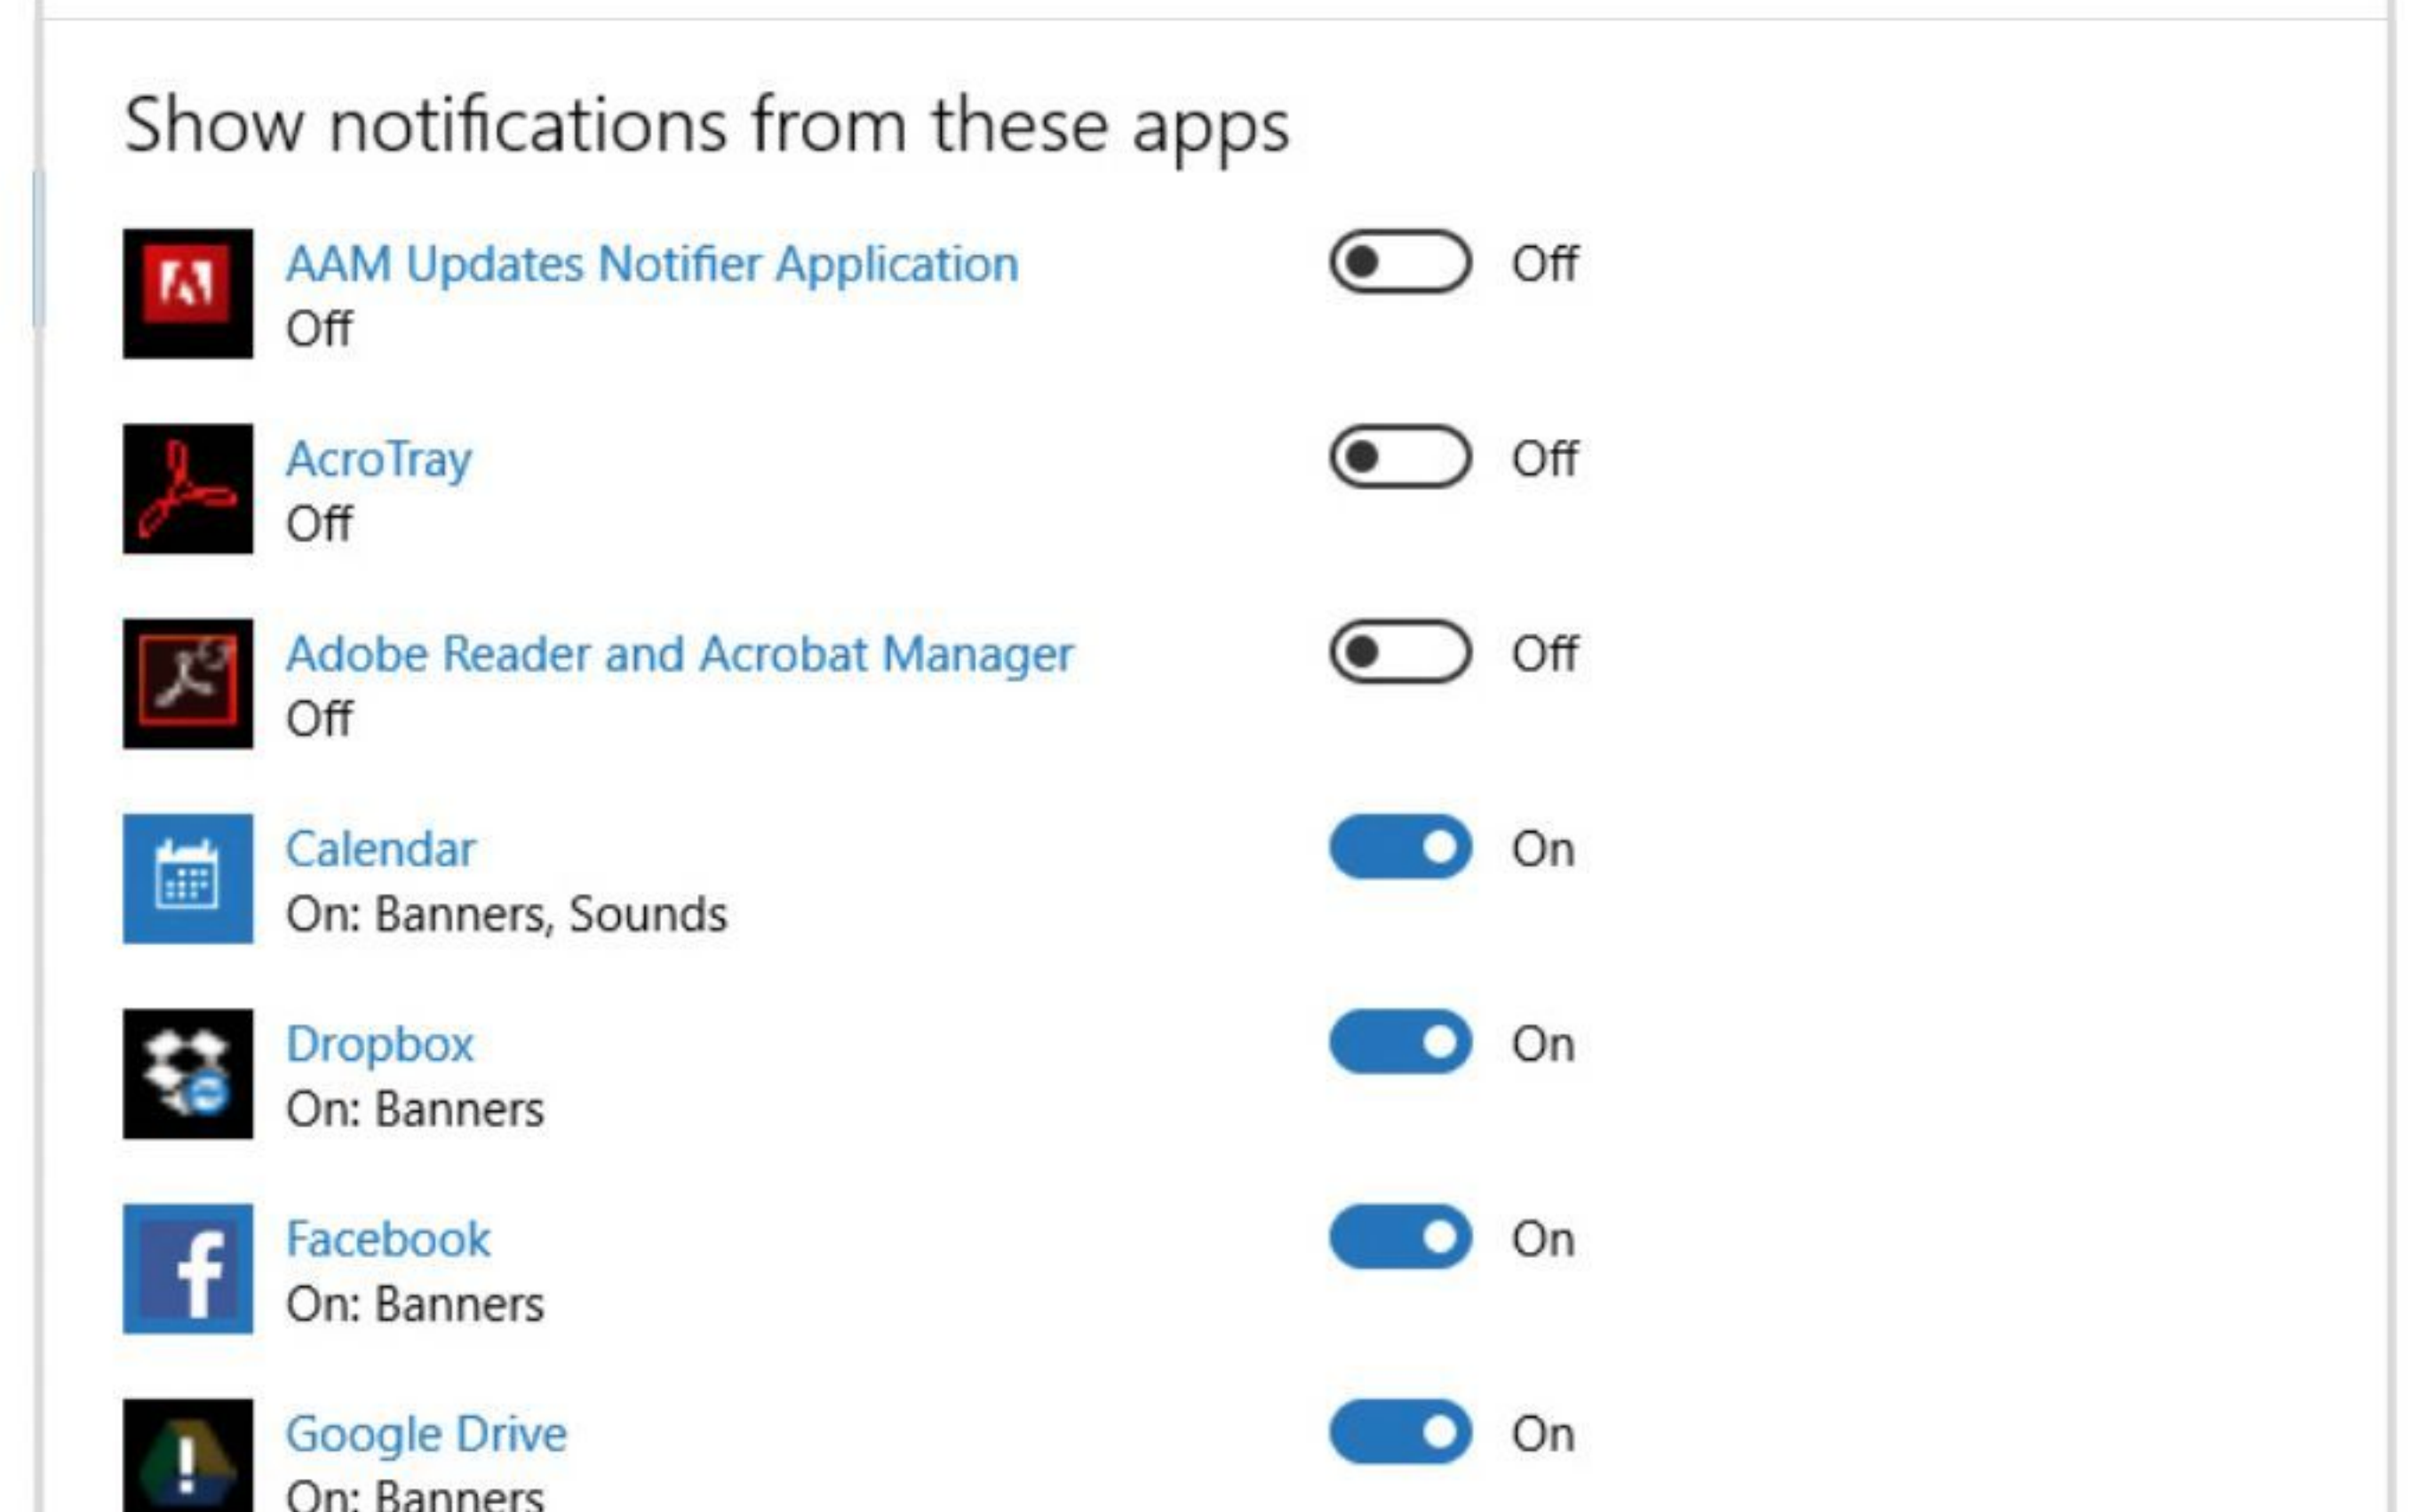 Show notifications from these apps
AAM Updates Notifier Application
Off
Off
AcroTray
Off
Off
Adobe Reader and Acrobat Manager
Off
Off
Calendar
On
On: Banners, Sounds
Dropbox
On
On: Banners
Facebook
On
On: Banners
Google Drive
On
On: Banners